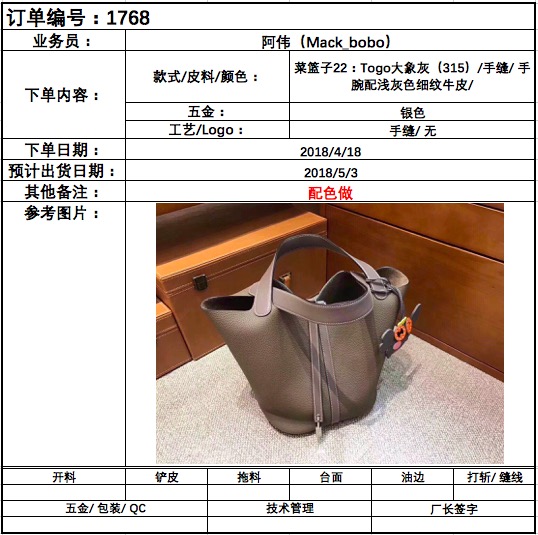 订单编号：1768
业务员： 阿伟（Mack_bobo）
下单内容： 款式/皮料/颜色： 菜篮子22：Togo大象灰（315）/手缝/ 手
腕配浅灰色细纹牛皮/
五金： 银色
工艺/Logo： 手缝/ 无
下单日期： 2018/4/18
预计出货日期： 2018/5/3
其他备注： 配色做
参考图片：
开料 铲皮 拖料 台面 油边 打斩/ 缝线
五金/ 包装/ QC 技术管理 厂长签字